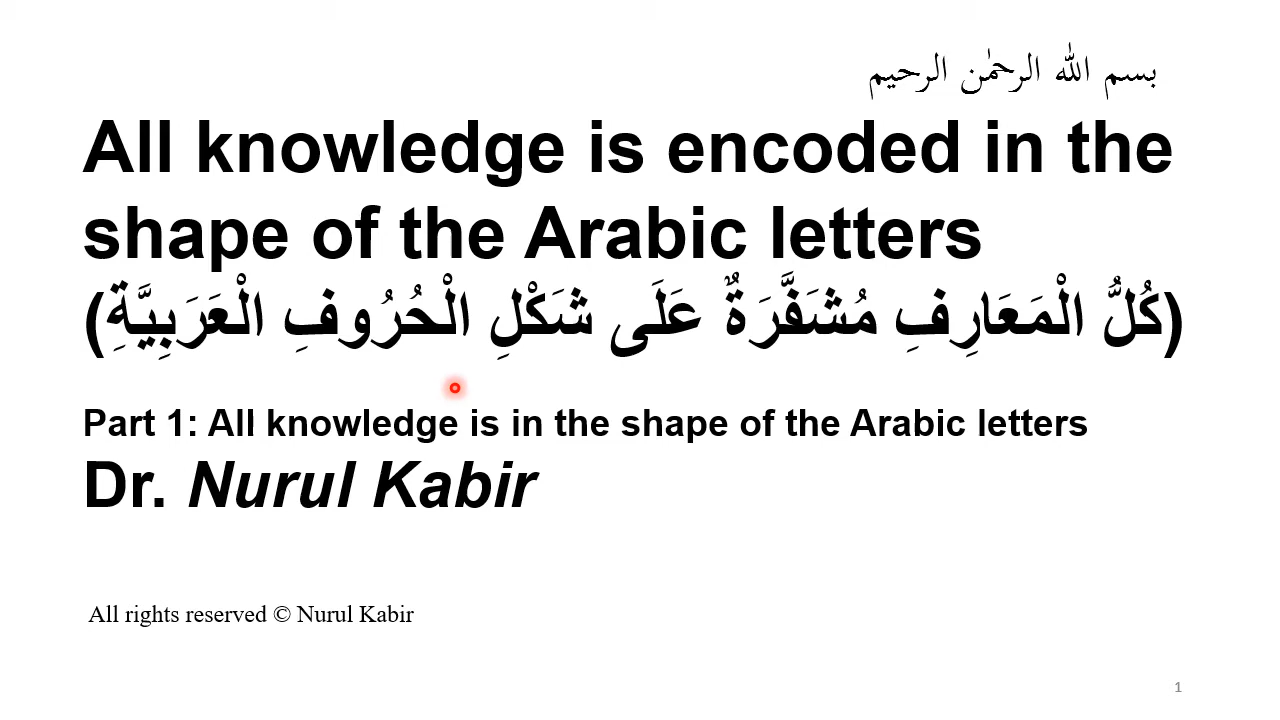 بسم الله الرحمٰن الرحيم
All knowledge is encoded in the
shape of the Arabic letters
(كُلُّ الْمَعَارِفِ مُشَفَّرَةٌ عَلَى شَكْلِ الْحُرُوفِ الْعَرَبِيَّةِ)
Part 1: All knowledge is in the shape of the Arabic letters
Dr. Nurul Kabir
All rights reserved © Nurul Kabir
1